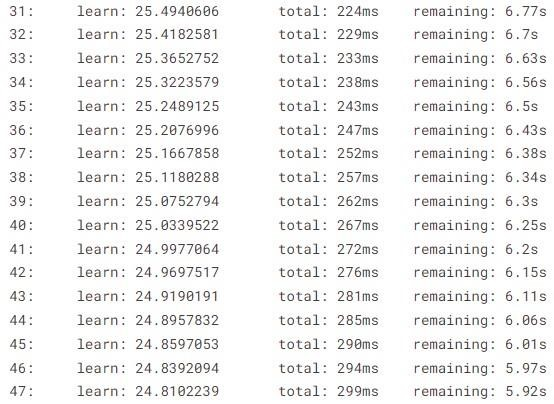 31: learn: 25.4940606 total: 224ms remaining: 6.77s
32: learn: 25.4182581 total: 229ms remaining: 6.7s
33: learn: 25.3652752 total: 233ms remaining: 6.63s
34: learn: 25.3223579 total: 238ms remaining: 6.56s
35: learn: 25.2489125 total: 243ms remaining: 6.5s
36: learn: 25.2076996 total: 247ms remaining: 6.43s
37: learn: 25.1667858 total: 252ms remaining: 6.38s
38: learn: 25.1180288 total: 257ms remaining: 6.34s
39: learn: 25.0752794 total: 262ms remaining: 6.3s
40: learn: 25.0339522 total: 267ms remaining: 6.25s
41: learn: 24.9977064 total: 272ms remaining: 6.2s
42: learn: 24.9697517 total: 276ms remaining: 6.15s
43: learn: 24.9190191 total: 281ms remaining: 6.11s
44: learn: 24.8957832 total: 285ms remaining: 6.06s
45: learn: 24.8597053 total: 290ms remaining: 6.01s
46: learn: 24.8392094 total: 294ms remaining: 5.97s
47: learn: 24.8102239 total: 299ms remaining: 5.92s